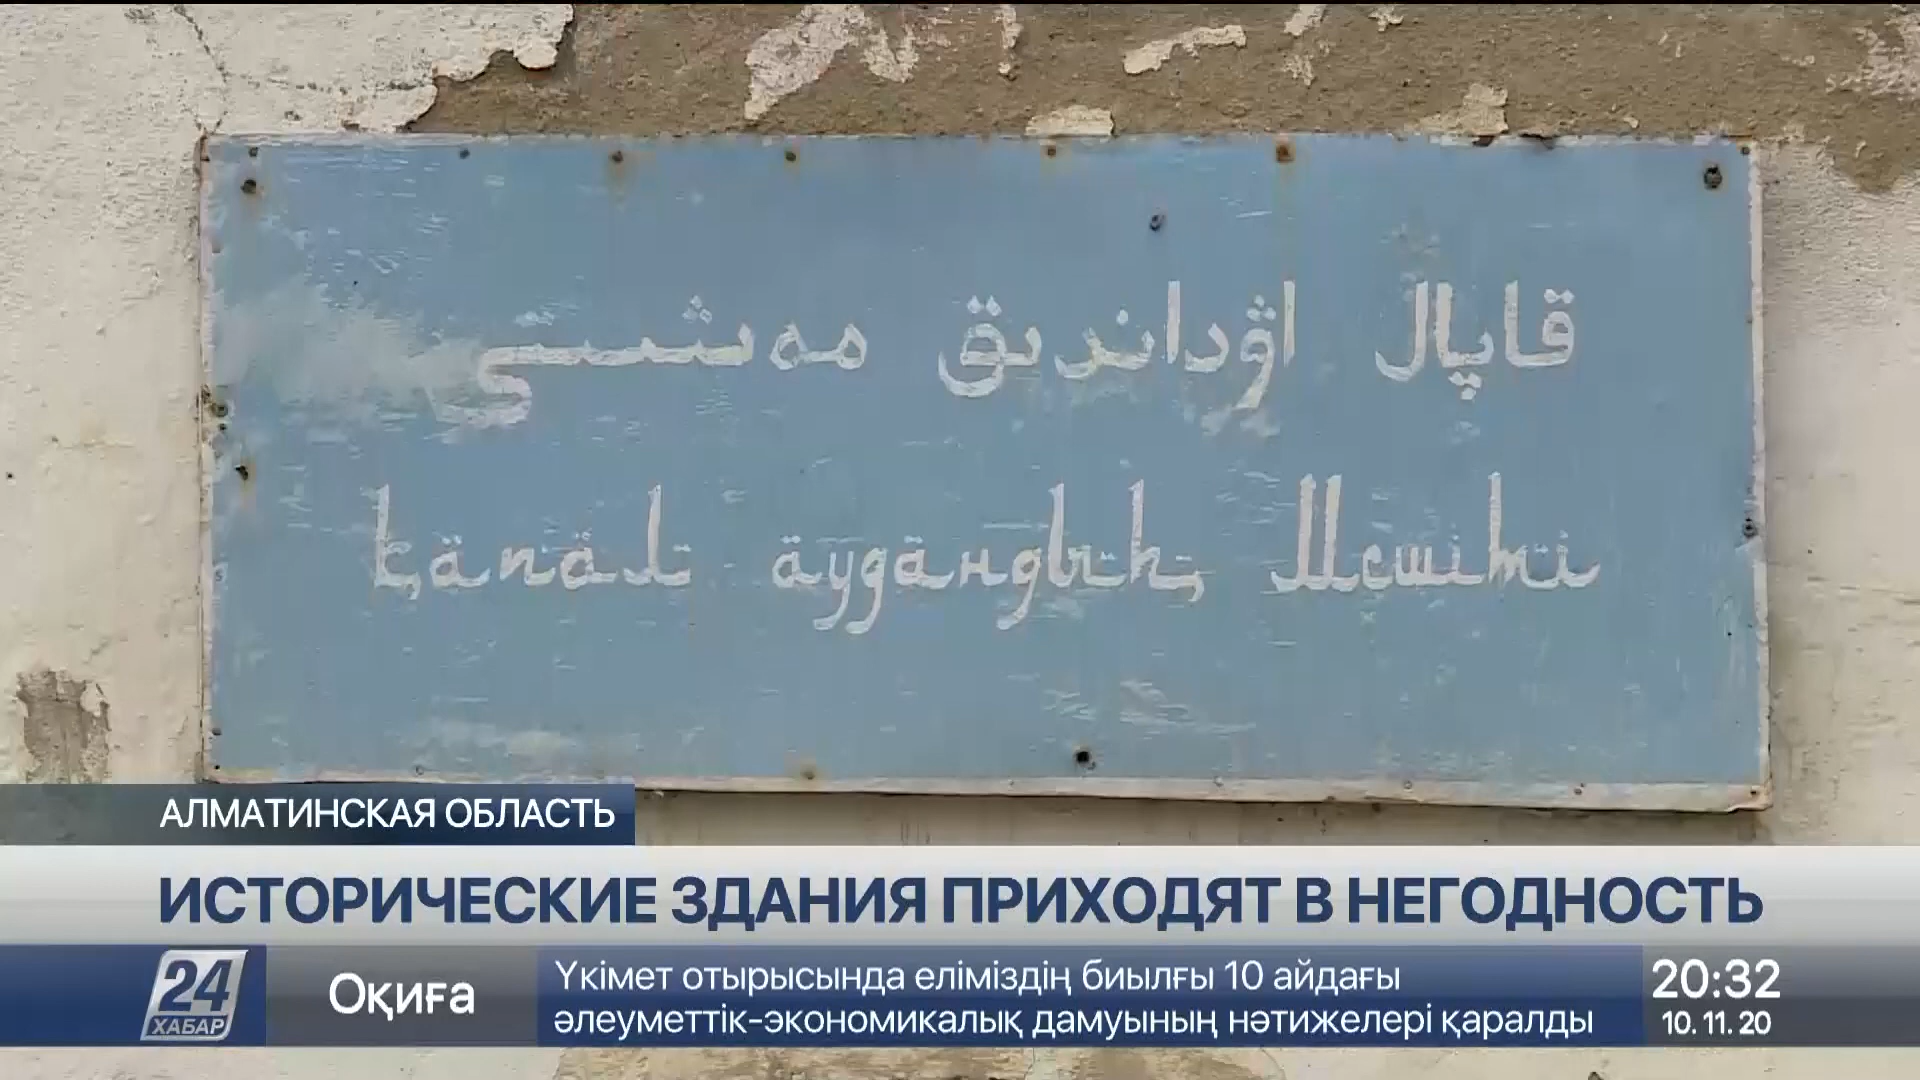 قاپال اۋداندىق مەشىتى
қапал аудандық Мешіті
АЛМАТИНСКАЯ ОБЛАСТЬ
ИСТОРИЧЕСКИЕ ЗДАНИЯ ПРИХОДЯТ В НЕГОДНОСТЬ
24 ХАБАР
Оқиға
Үкімет отырысында еліміздің биылғы 10 айдағы
әлеуметтік-экономикалық дамуының нәтижелері қаралды
20:32
10. 11. 20